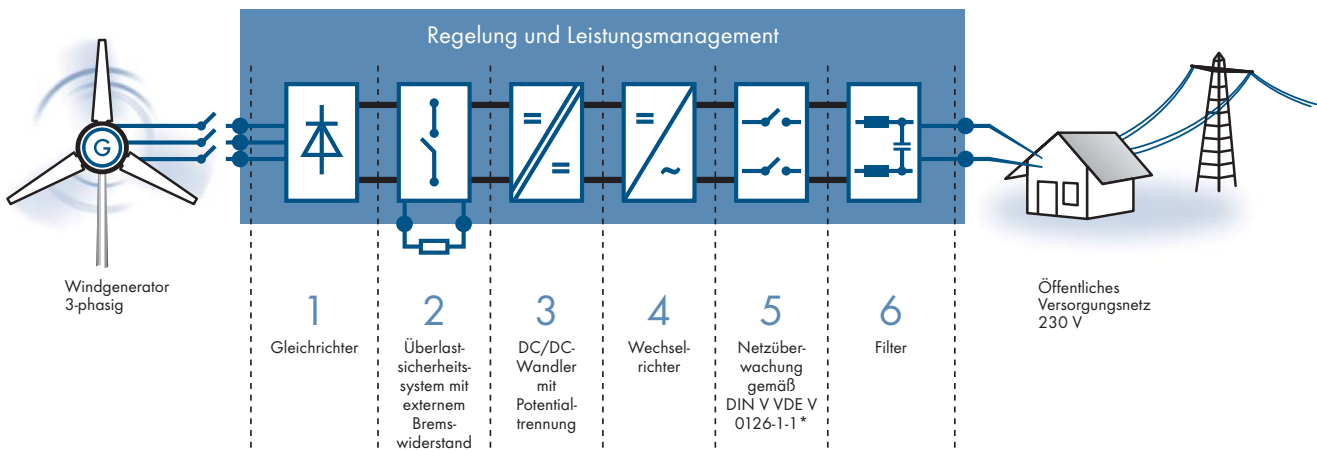 Regelung und Leistungsmanagement
G
=
=
=
~
Windgenerator
3-phasig
1
Gleichrichter
2
Überlast-
sicherheits-
system mit
externem
Brems-
widerstand
3
DC/DC-
Wandler
mit
Potential-
trennung
4
Wechsel-
richter
5
Netzüber-
wachung
gemäß
DIN V VDE V
0126-1-1*
6
Filter
Öffentliches
Versorgungsnetz
230 V